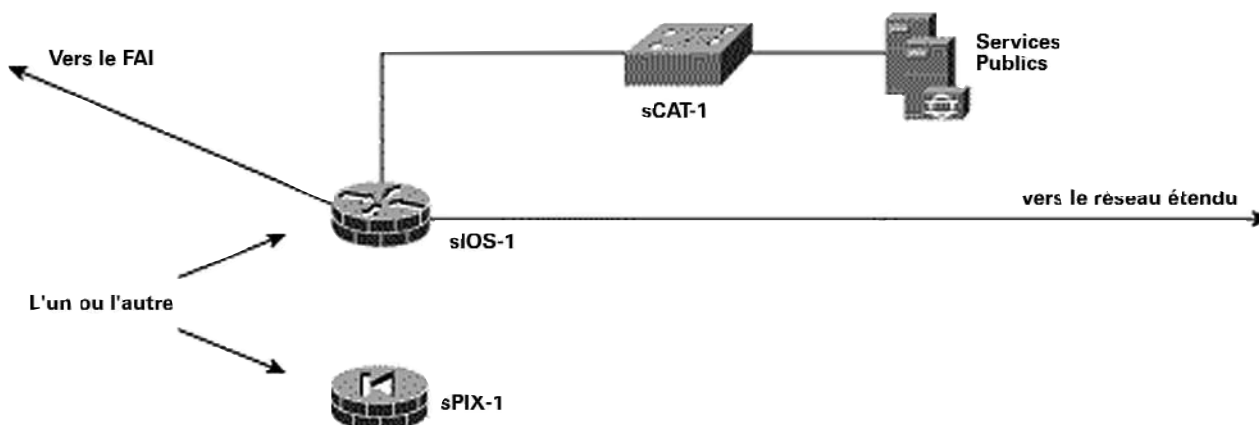 Vers le FAI
Services
Publics
sCAT-1
vers le réseau étendu
sIOS-1
L'un ou l'autre
sPIX-1